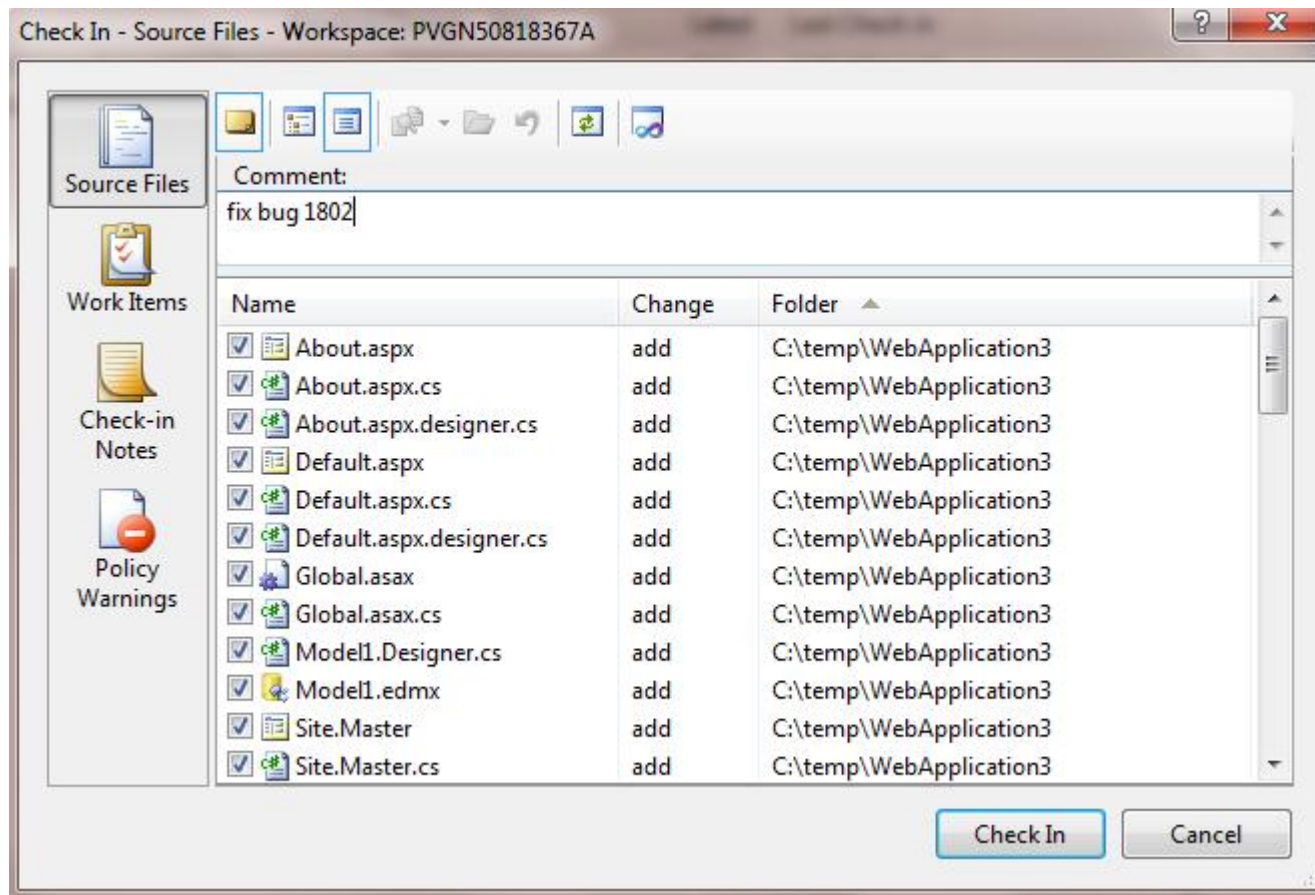 Check In - Source Files - Workspace: PVGN50818367A
Source Files
Work Items
Check-in
Notes
Policy
Warnings
Comment:
fix bug 1802
Name Change Folder
About.aspx add C:\temp\WebApplication3
About.aspx.cs add C:\temp\WebApplication3
About.aspx.designer.cs add C:\temp\WebApplication3
Default.aspx add C:\temp\WebApplication3
Default.aspx.cs add C:\temp\WebApplication3
Default.aspx.designer.cs add C:\temp\WebApplication3
Global.asax add C:\temp\WebApplication3
Global.asax.cs add C:\temp\WebApplication3
Model1.Designer.cs add C:\temp\WebApplication3
Model1.edmx add C:\temp\WebApplication3
Site.Master add C:\temp\WebApplication3
Site.Master.cs add C:\temp\WebApplication3
Check In Cancel